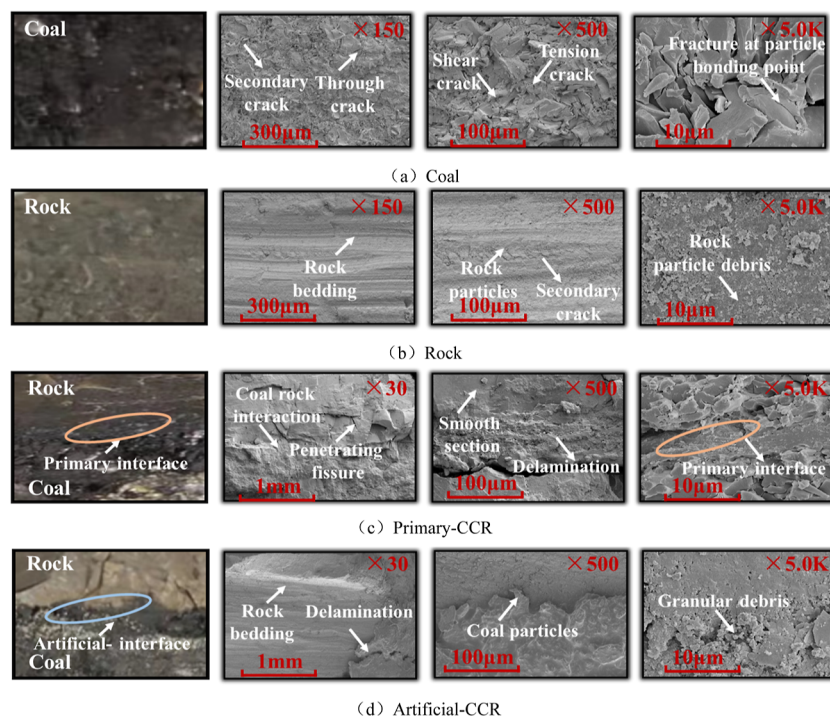 Coal
×150
Secondary
crack
Through
crack
300μm
×500
Shear
crack
Tension
crack
100μm
×5.0K
Fracture at particle
bonding point
10μm
(a) Coal
Rock
×150
Rock
bedding
300μm
×500
Rock
particles
Secondary
crack
100μm
×5.0K
Rock
particle debris
10μm
(b) Rock
Rock
Primary interface
Coal
×30
Coal rock
interaction
Penetrating
fissure
1mm
×500
Smooth
section
Delamination
100μm
×5.0K
Primary interface
10μm
(c) Primary-CCR
Rock
Artificial- interface
Coal
×30
Rock
bedding
Delamination
1mm
×500
Coal particles
100μm
×5.0K
Granular debris
10μm
(d) Artificial-CCR